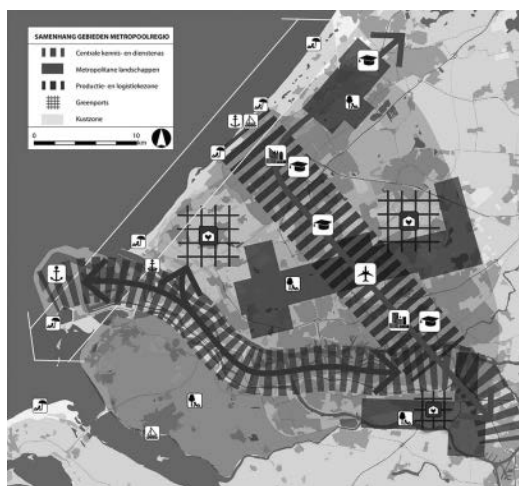 SAMENHANG GEBIEDEN METROPOOLREGIO
Centrale kennis- en dienstenas
Metropolitane landschappen
Productie- en logistiekezone
Greenports
Kustzone
0 10
km